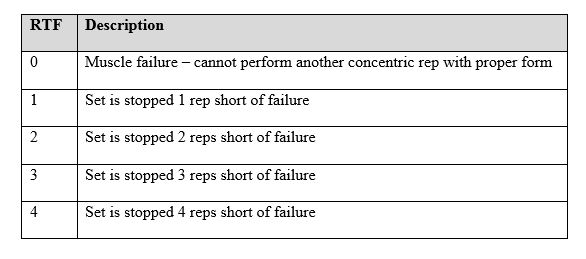 RTF Description
0 Muscle failure – cannot perform another concentric rep with proper form
1 Set is stopped 1 rep short of failure
2 Set is stopped 2 reps short of failure
3 Set is stopped 3 reps short of failure
4 Set is stopped 4 reps short of failure